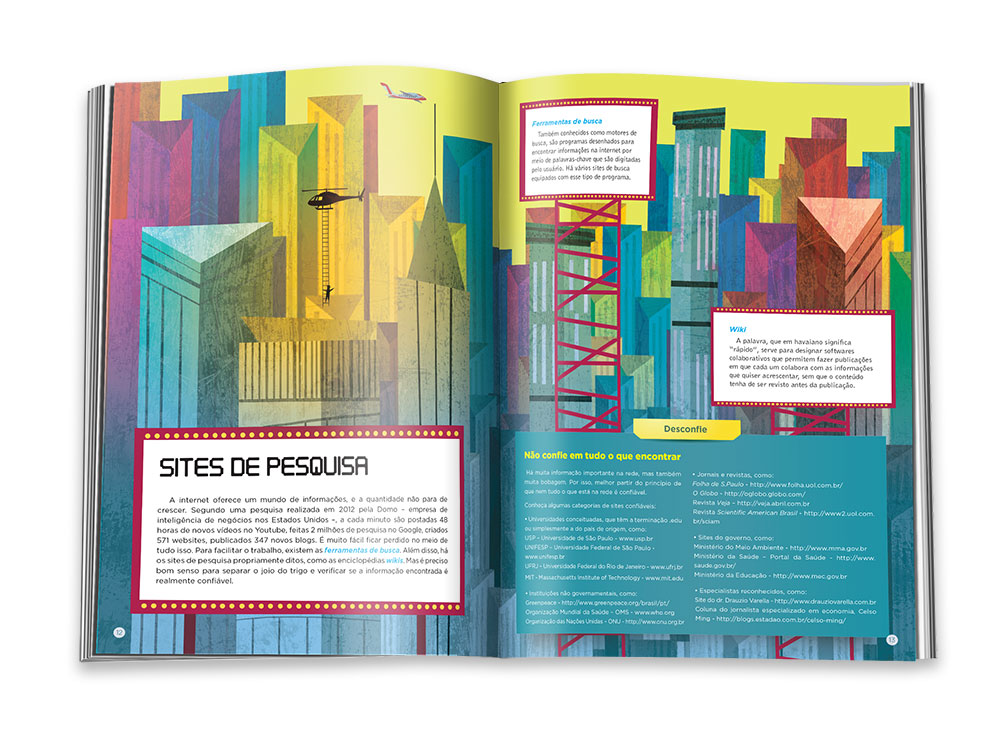 SITES DE PESQUISA
A internet oferece um mundo de informações, e a quantidade não para de
crescer. Segundo uma pesquisa realizada em 2012 pela Domo – empresa de
inteligência de negócios nos Estados Unidos –, a cada minuto são postadas 48
horas de novos vídeos no Youtube, feitas 2 milhões de pesquisa no Google, criados
571 websites, publicados 347 novos blogs. É muito fácil ficar perdido no meio de
tudo isso. Para facilitar o trabalho, existem as ferramentas de busca. Além disso, há
os sites de pesquisa propriamente ditos, como as enciclopédias wikis. Mas é preciso
bom senso para separar o joio do trigo e verificar se a informação encontrada é
realmente confiável.
12
Ferramentas de busca
Também conhecidos como motores de
busca, são programas desenhados para
encontrar informações na internet por
meio de palavras-chave que são digitadas
pelo usuário. Há vários sites de busca
equipados com esse tipo de programa.
Wiki
A palavra, que em havaiano significa
"rápido", serve para designar softwares
colaborativos que permitem fazer publicações
em que cada um colabora com as informações
que quiser acrescentar, sem que o conteúdo
tenha de ser revisto antes da publicação.
Desconfie
Não confie em tudo o que encontrar
Há muita informação importante na rede, mas também
muita bobagem. Por isso, melhor partir do princípio de
que nem tudo o que está na rede é confiável.
Conheça algumas categorias de sites confiáveis:
• Universidades conceituadas, que têm a terminação .edu
ou simplesmente a do país de origem, como:
USP – Universidade de São Paulo - www.usp.br
UNIFESP - Universidade Federal de São Paulo -
www.unifesp.br
UFRJ - Universidade Federal do Rio de Janeiro - www.ufrj.br
MIT - Massachusetts Institute of Technology - www.mit.edu
• Instituições não governamentais, como:
Greenpeace - http://www.greenpeace.org/brasil/pt/
Organização Mundial da Saúde – OMS - www.who.org
Organização das Nações Unidas - ONU - http://www.onu.org.br
• Jornais e revistas, como:
Folha de S.Paulo - http://www.folha.uol.com.br/
O Globo - http://oglobo.globo.com/
Revista Veja - http://veja.abril.com.br
Revista Scientific American Brasil - http://www2.uol.com.
br/sciam
• Sites do governo, como:
Ministério do Meio Ambiente - http://www.mma.gov.br
Ministério da Saúde - Portal da Saúde - http://www.
saude.gov.br/
Ministério da Educação - http://www.mec.gov.br
• Especialistas reconhecidos, como:
Site do dr. Drauzio Varella - http://www.drauziovarella.com.br
Coluna do jornalista especializado em economia, Celso
Ming - http://blogs.estadao.com.br/celso-ming/
13